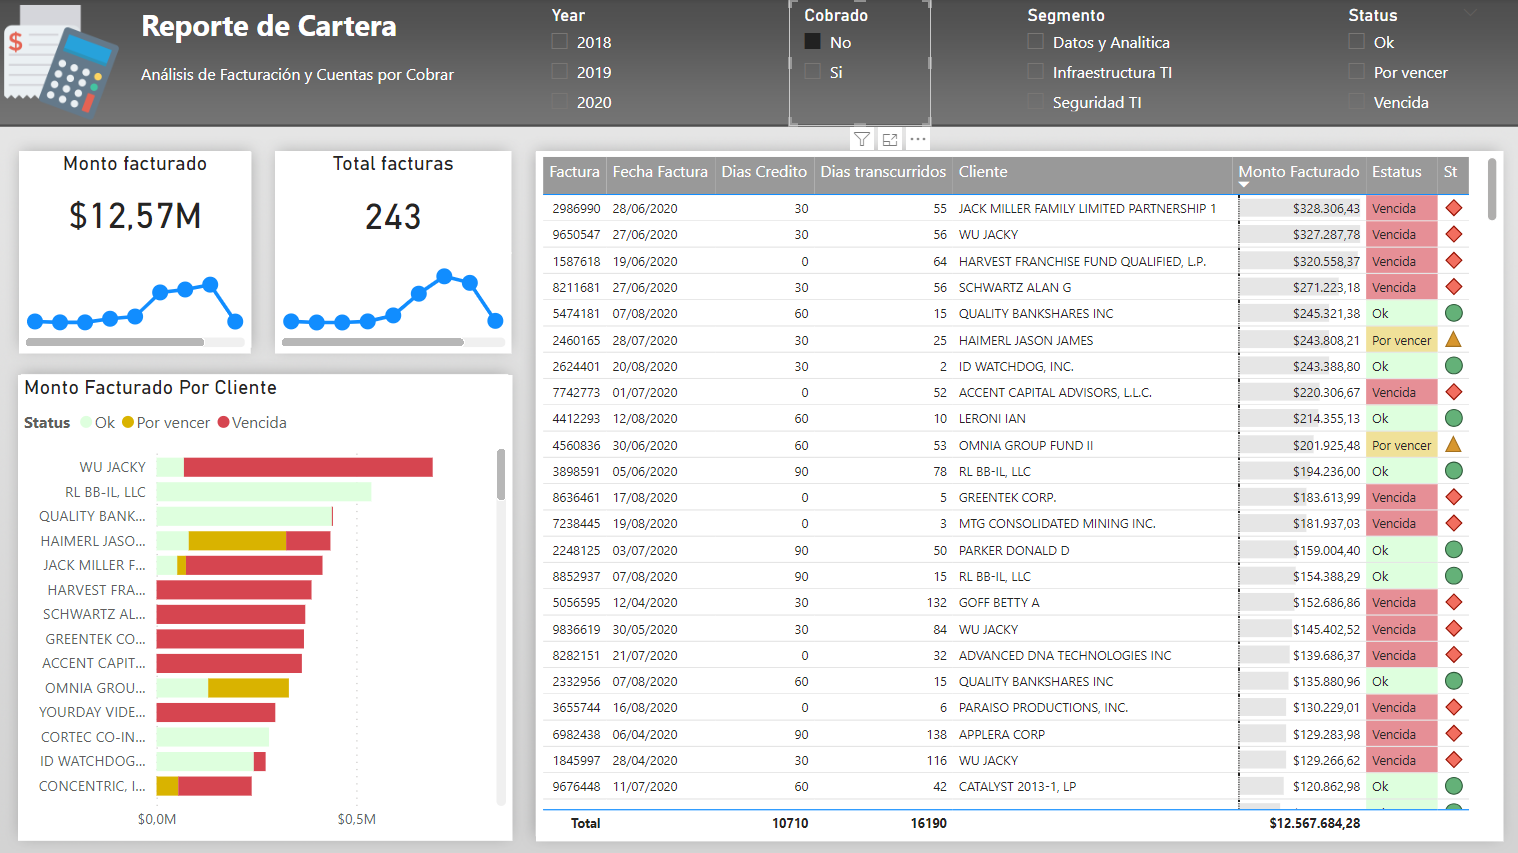 Reporte de Cartera
Análisis de Facturación y Cuentas por Cobrar
$
Year
2018
2019
2020
Cobrado
No
Si
Segmento
Datos y Analitica
Infraestructura TI
Seguridad TI
Status
Ok
Por vencer
Vencida
Monto facturado
$12,57M
Total facturas
243
Monto Facturado Por Cliente
Status Ok Por vencer Vencida
WU JACKY
RL BB-IL, LLC
QUALITY BANK...
HAIMERL JASO...
JACK MILLER F...
HARVEST FRA...
SCHWARTZ AL...
GREENTEK CO...
ACCENT CAPIT...
OMNIA GROU...
YOURDAY VIDE...
CORTEC CO-IN...
ID WATCHDOG...
CONCENTRIC, I...
$0,0M $0,5M
Factura Fecha Factura Dias Credito Dias transcurridos Cliente Monto Facturado Estatus St
2986990 28/06/2020 30 55 JACK MILLER FAMILY LIMITED PARTNERSHIP 1 $328.306,43 Vencida
9650547 27/06/2020 30 56 WU JACKY $327.287,78 Vencida
1587618 19/06/2020 0 64 HARVEST FRANCHISE FUND QUALIFIED, L.P. $320.558,37 Vencida
8211681 27/06/2020 30 56 SCHWARTZ ALAN G $271.223,18 Vencida
5474181 07/08/2020 60 15 QUALITY BANKSHARES INC $245.321,38 Ok
2460165 28/07/2020 30 25 HAIMERL JASON JAMES $243.808,21 Por vencer
2624401 20/08/2020 30 2 ID WATCHDOG, INC. $243.388,80 Ok
7742773 01/07/2020 0 52 ACCENT CAPITAL ADVISORS, L.L.C. $220.306,67 Vencida
4412293 12/08/2020 60 10 LERONI IAN $214.355,13 Ok
4560836 30/06/2020 60 53 OMNIA GROUP FUND II $201.925,48 Por vencer
3898591 05/06/2020 90 78 RL BB-IL, LLC $194.236,00 Ok
8636461 17/08/2020 0 5 GREENTEK CORP. $183.613,99 Vencida
7238445 19/08/2020 0 3 MTG CONSOLIDATED MINING INC. $181.937,03 Vencida
2248125 03/07/2020 90 50 PARKER DONALD D $159.004,40 Ok
8852937 07/08/2020 90 15 RL BB-IL, LLC $154.388,29 Ok
5056595 12/04/2020 30 132 GOFF BETTY A $152.686,86 Vencida
9836619 30/05/2020 30 84 WU JACKY $145.402,52 Vencida
8282151 21/07/2020 0 32 ADVANCED DNA TECHNOLOGIES INC $139.686,37 Vencida
2332956 07/08/2020 60 15 QUALITY BANKSHARES INC $135.880,96 Ok
3655744 16/08/2020 0 6 PARAISO PRODUCTIONS, INC. $130.229,01 Vencida
6982438 06/04/2020 90 138 APPLERA CORP $129.283,98 Vencida
1845997 28/04/2020 30 116 WU JACKY $129.266,62 Vencida
9676448 11/07/2020 60 42 CATALYST 2013-1, LP $120.862,98 Ok
Total 10710 16190 $12.567.684,28